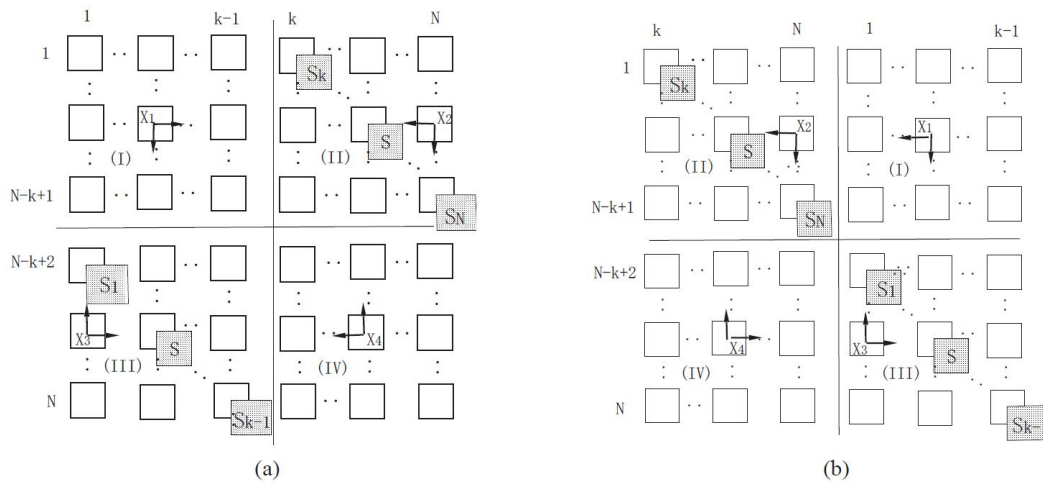 1 k-1 k N
1
Sk
X1 S X2
(I) (II)
N-k+1
SN
N-k+2
S1
X3 S X4
(III) (IV)
N
Sk-1
(a)
k N 1 k-1
1
Sk
S X2 X1
(II) (I)
N-k+1
SN
N-k+2
S1
X4 X3 S
(IV) (III)
N
Sk-
(b)